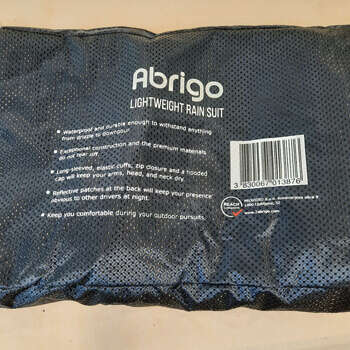 Abrigo
LIGHTWEIGHT RAIN SUIT
• Waterproof and durable enough to withstand anything
from drizzle to downpour.
• Exceptional construction and the premium materials
do not tear off.
• Long-sleeved, elastic cuffs, zip closure and a hooded
cap will keep your arms, head, and neck dry.
• Reflective patches at the back will keep your presence
obvious to other drivers at night.
• Keep you comfortable during your outdoor pursuits.
3 830067 013876
REACH